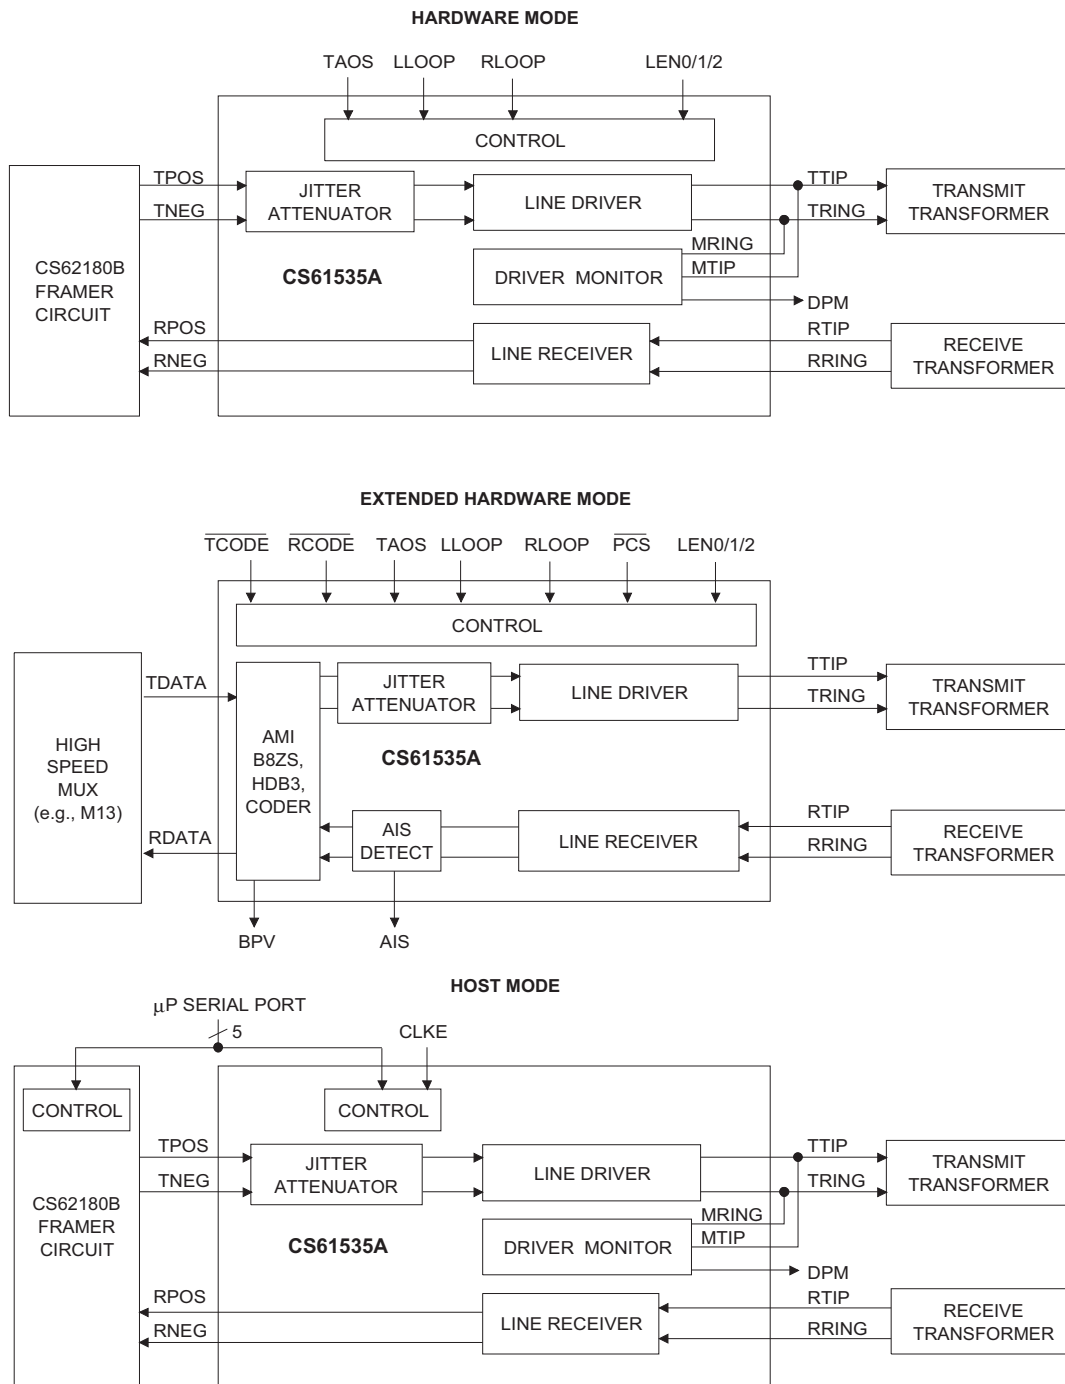 HARDWARE MODE
TAOS LLOOP RLOOP LEN0/1/2
CONTROL
TPOS
TNEG
JITTER
ATTENUATOR
LINE DRIVER
TTIP
TRING
TRANSMIT
TRANSFORMER
MRING
MTIP
DRIVER MONITOR
DPM
CS62180B
FRAMER
CIRCUIT
CS61535A
RPOS
RNEG
LINE RECEIVER
RTIP
RRING
RECEIVE
TRANSFORMER
EXTENDED HARDWARE MODE
TCODE RCODE TAOS LLOOP RLOOP PCS LEN0/1/2
CONTROL
TDATA
JITTER
ATTENUATOR
LINE DRIVER
TTIP
TRING
TRANSMIT
TRANSFORMER
HIGH
SPEED
MUX
(e.g., M13)
AMI
B8ZS,
HDB3,
CODER
CS61535A
RDATA
AIS
DETECT
LINE RECEIVER
RTIP
RRING
RECEIVE
TRANSFORMER
BPV AIS
HOST MODE
μP SERIAL PORT
5
CLKE
CONTROL
CONTROL
TPOS
TNEG
JITTER
ATTENUATOR
LINE DRIVER
TTIP
TRING
TRANSMIT
TRANSFORMER
CS62180B
FRAMER
CIRCUIT
CS61535A
MRING
MTIP
DRIVER MONITOR
DPM
RPOS
RNEG
LINE RECEIVER
RTIP
RRING
RECEIVE
TRANSFORMER